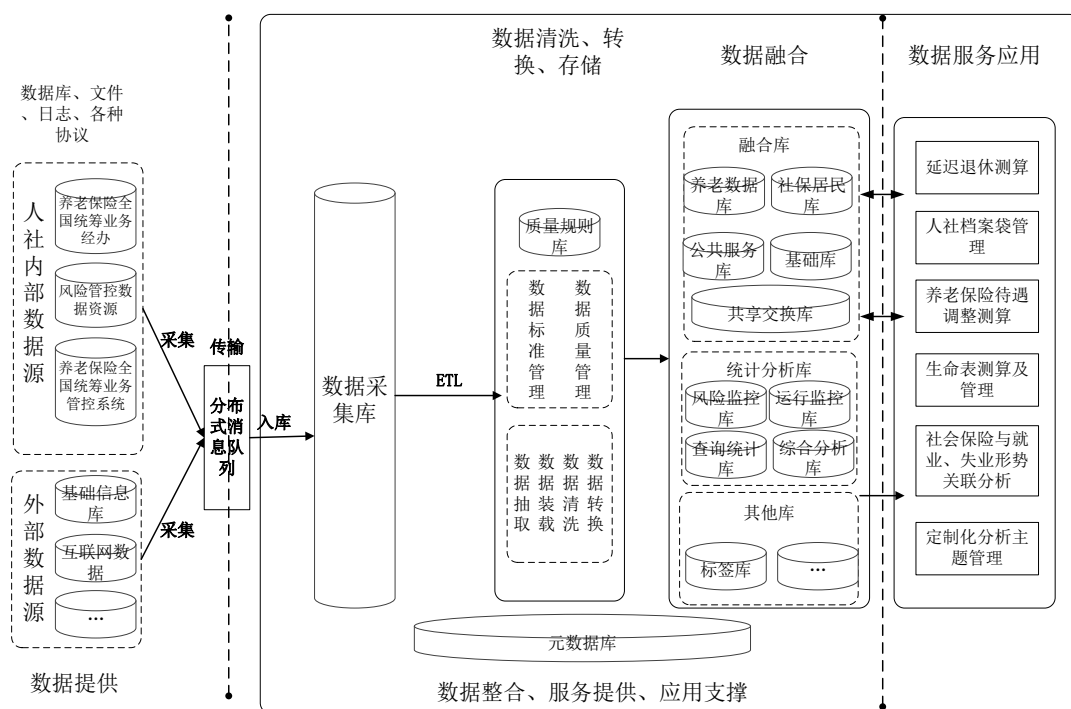 数据库、文件
、日志、各种
协议
人社内部数据源
养老保险全
国统筹业务
经办
风险管控数
据资源
养老保险全
国统筹业务
管控系统
外部数据源
基础信息
库
互联网数
据
...
数据提供
采集
采集
传输
分布
式消
息队
列
入库
数据采
集库
ETL
数据清洗、转
换、存储
质量规则
库
数据标准管理
数据质量管理
数据抽取
数据装载
数据清洗
数据转换
元数据库
数据整合、服务提供、应用支撑
数据融合
融合库
养老数据
库
社保居民
库
公共服务
库
基础库
共享交换库
统计分析库
风险监控
库
运行监控
库
查询统计
库
综合分析
库
其他库
标签库
...
数据服务应用
延迟退休测算
人社档案袋
管理
养老保险待遇
调整测算
生命表测算及
管理
社会保险与就
业、失业形势
关联分析
定制化分析主
题管理